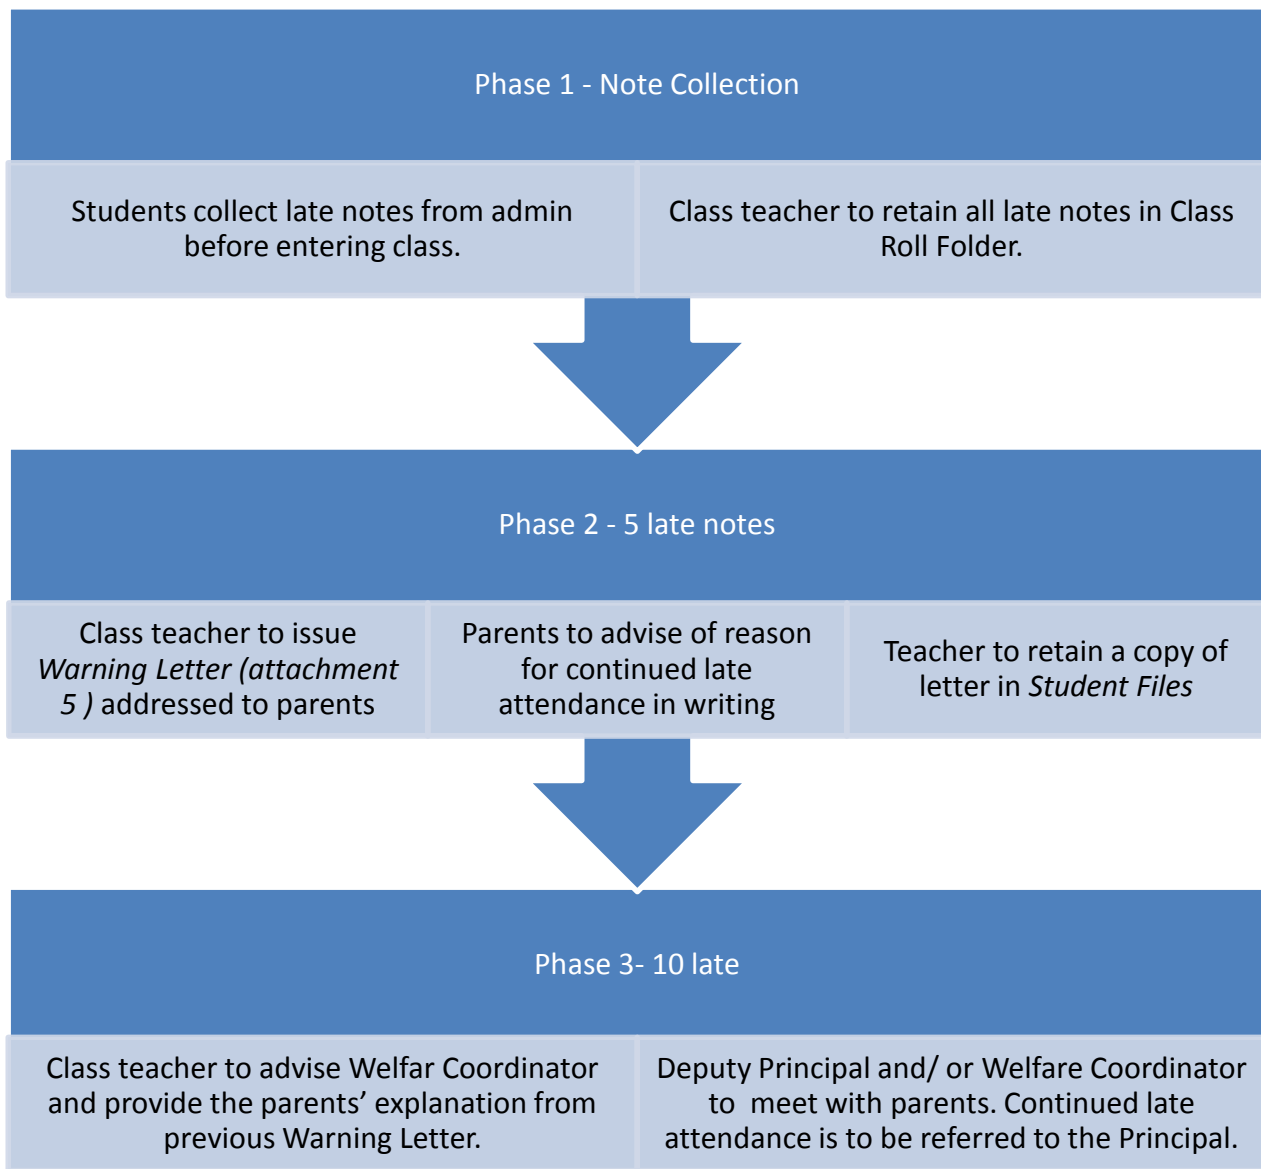 Phase 1 - Note Collection
Students collect late notes from admin
before entering class.
Class teacher to retain all late notes in Class
Roll Folder.
Phase 2 - 5 late notes
Class teacher to issue
Warning Letter (attachment
5 ) addressed to parents
Parents to advise of reason
for continued late
attendance in writing
Teacher to retain a copy of
letter in Student Files
Phase 3- 10 late
Class teacher to advise Welfar Coordinator
and provide the parents’ explanation from
previous Warning Letter.
Deputy Principal and/ or Welfare Coordinator
to  meet with parents. Continued late
attendance is to be referred to the Principal.